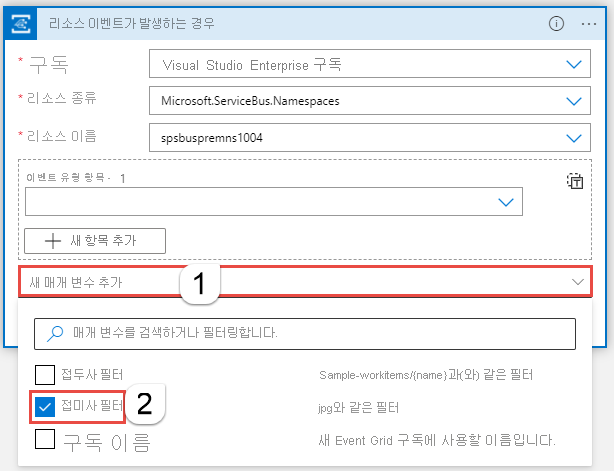 리소스 이벤트가 발생하는 경우
* 구독 Visual Studio Enterprise 구독
* 리소스 종류 Microsoft.ServiceBus.Namespaces
* 리소스 이름 spsbuspremns1004
이벤트 유형 항목 - 1
새 항목 추가
새 매개 변수 추가 1
매개 변수를 검색하거나 필터링합니다.
접두사 필터 Sample-workitems/{name}과(와) 같은 필터
접미사 필터 2 jpg와 같은 필터
구독 이름 새 Event Grid 구독에 사용할 이름입니다.